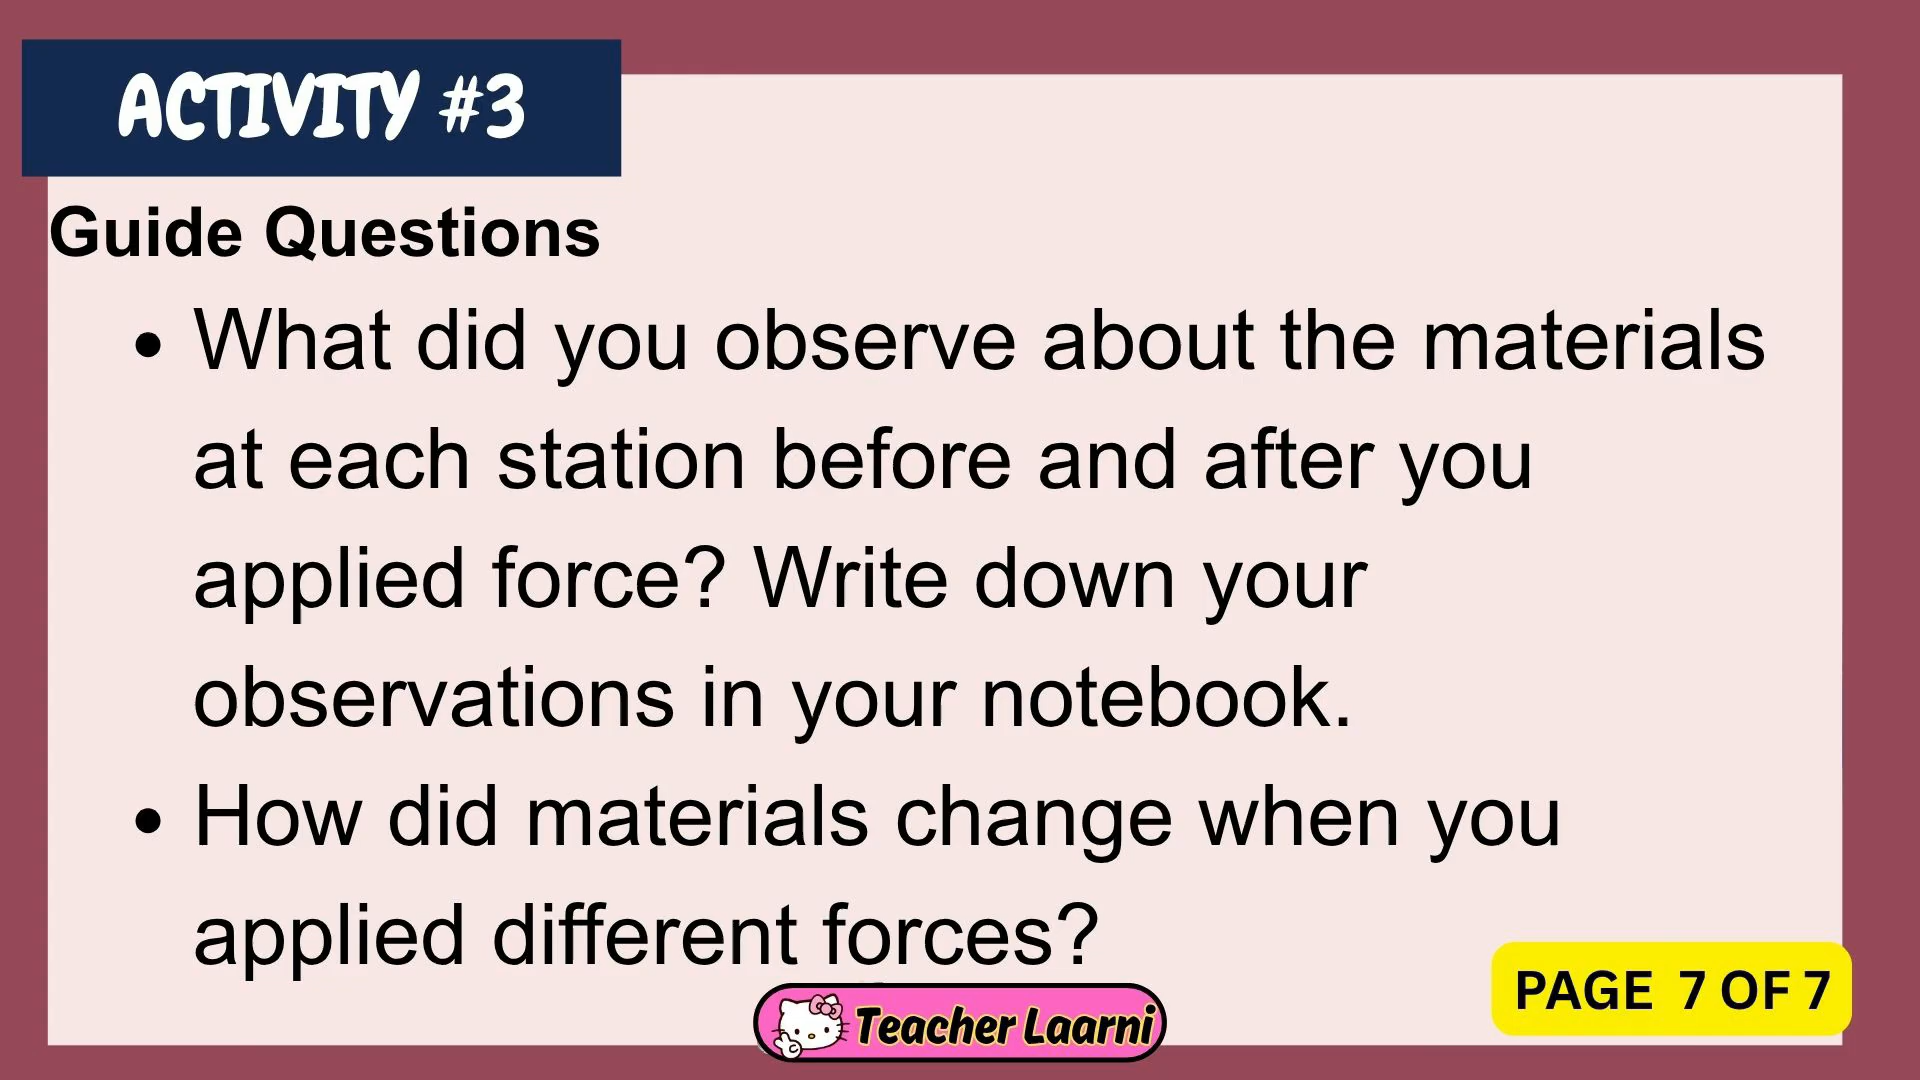 ACTIVITY #3
Guide Questions
• What did you observe about the materials
at each station before and after you
applied force? Write down your
observations in your notebook.
• How did materials change when you
applied different forces?
PAGE 7 OF 7
Teacher Laarni